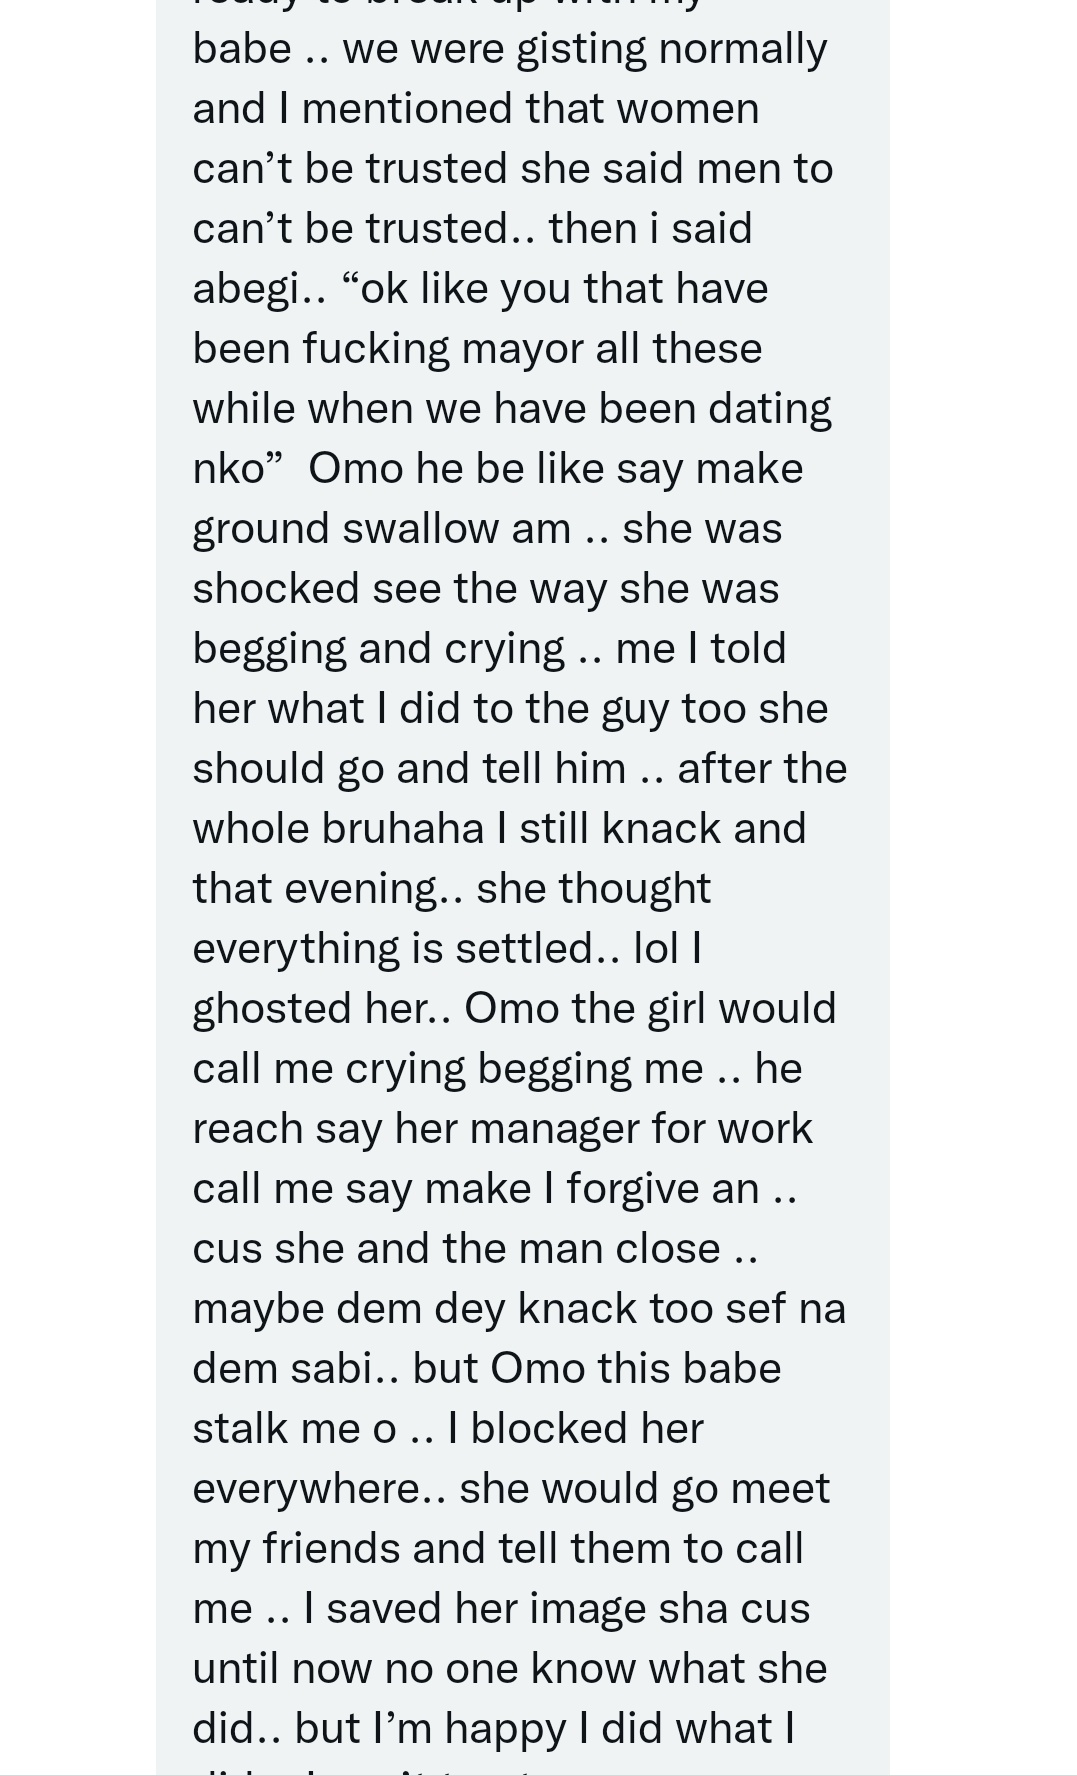 ready to break up with my
babe .. we were gisting normally
and I mentioned that women
can’t be trusted she said men to
can’t be trusted.. then i said
abegi.. “ok like you that have
been fucking mayor all these
while when we have been dating
nko”  Omo he be like say make
ground swallow am .. she was
shocked see the way she was
begging and crying .. me I told
her what I did to the guy too she
should go and tell him .. after the
whole bruhaha I still knack and
that evening.. she thought
everything is settled.. lol I
ghosted her.. Omo the girl would
call me crying begging me .. he
reach say her manager for work
call me say make I forgive an ..
cus she and the man close ..
maybe dem dey knack too sef na
dem sabi.. but Omo this babe
stalk me o .. I blocked her
everywhere.. she would go meet
my friends and tell them to call
me .. I saved her image sha cus
until now no one know what she
did.. but I’m happy I did what I